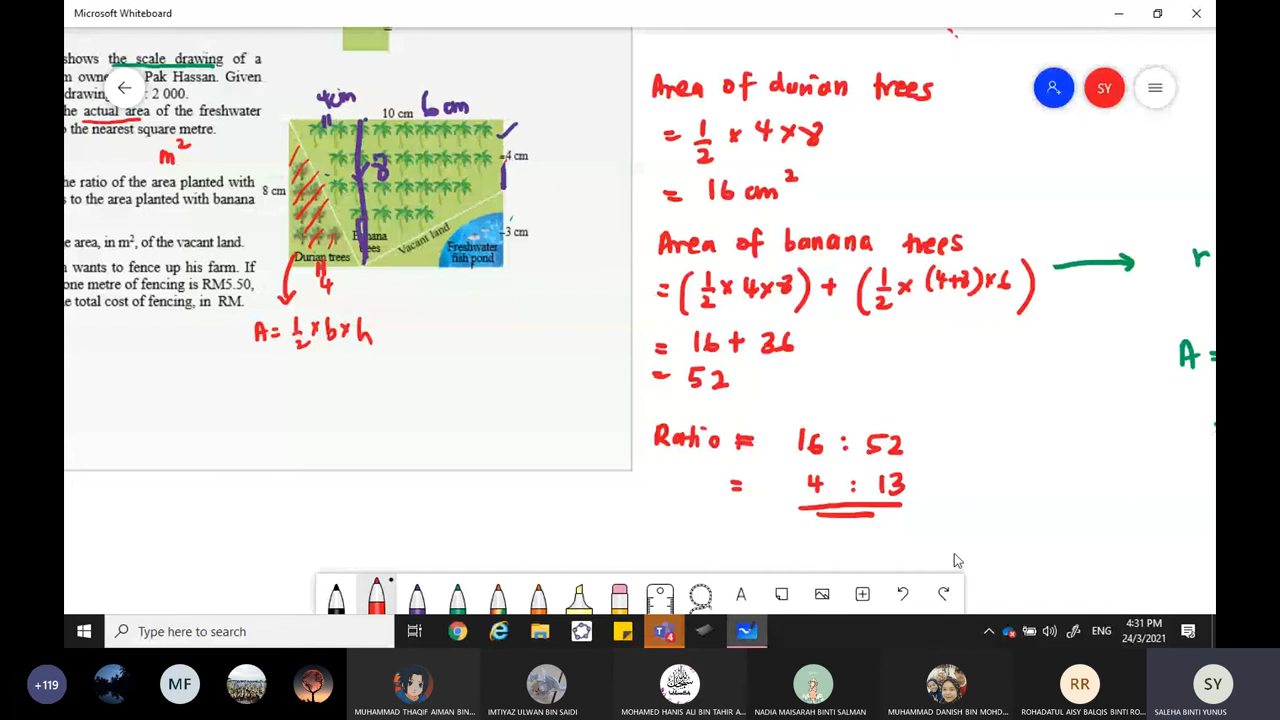 Microsoft Whiteboard
shows the scale drawing of a
Pak Hassan. Given
2 000.
actual area of the freshwater
the nearest square metre.
m²
he ratio of the area planted with
s to the area planted with banana
e area, in m², of the vacant land.
wants to fence up his farm. If
one metre of fencing is RM5.50,
e total cost of fencing, in RM.
4cm
10 cm
6 cm
4 cm
8
8 cm
3 cm
Banana trees
Vacant land
Freshwater
fish pond
Durian trees
4
A = 1/2 × b × h
Area of durian trees
= 1/2 × 4 × 8
= 16 cm²
Area of banana trees
= (1/2 × 4 × 8) + (1/2 × (4+8) × 6)
= 16 + 36
= 52
Ratio = 16 : 52
= 4 : 13
r
A =
SY
A
Type here to search
4
ENG
4:31 PM
24/3/2021
+119
MF
RR
SY
MUHAMMAD THAQIF AIMAN BIN...
IMTIYAZ ULWAN BIN SAIDI
MOHAMED HANIS ALI BIN TAHIR A...
NADIA MAISARAH BINTI SALMAN
MUHAMMAD DANISH BIN MOHD...
ROHADATUL AISY BALQIS BINTI RO...
SALEHA BINTI YUNUS